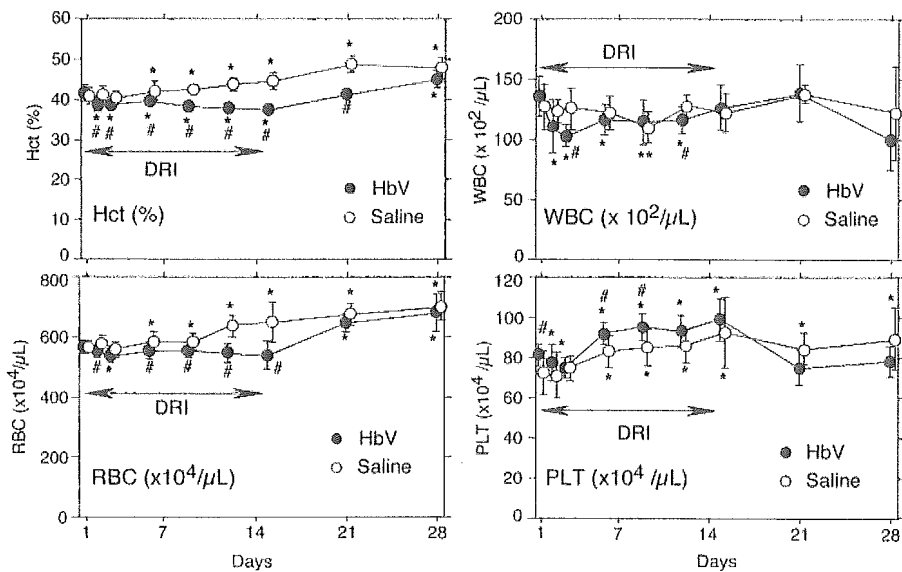 60
50
40
30
20
10
0
Hct (%)
* * * * * * *
* * * * * *
# # # # # # #
DRI
HbV
Saline
Hct (%)
200
150
100
50
0
WBC (x 10²/μL)
DRI
* * * ** *
# #
HbV
Saline
WBC (x 10²/μL)
800
600
400
200
0
RBC (x10⁴/μL)
* * * * * *
# * # # # # * *
DRI
HbV
Saline
RBC (x10⁴/μL)
1 7 14 21 28
Days
120
100
80
60
40
20
0
PLT (x10⁴/μL)
# #
# * * * * * * * *
* * * *
DRI
HbV
Saline
PLT (x10⁴/μL)
1 7 14 21 28
Days